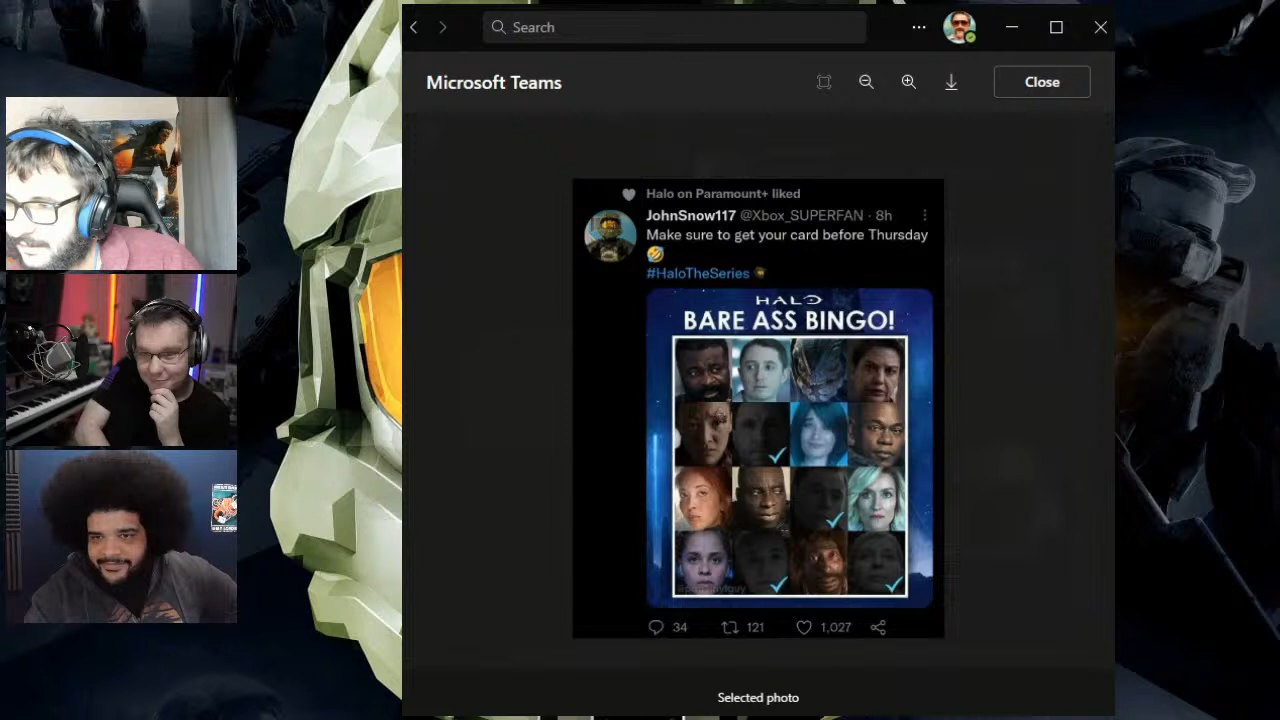 Search
Microsoft Teams
Close
Halo on Paramount+ liked
JohnSnow117 @Xbox_SUPERFAN · 8h
Make sure to get your card before Thursday
🤣
#HaloTheSeries
HALO
BARE ASS BINGO!
34
121
1,027
Selected photo